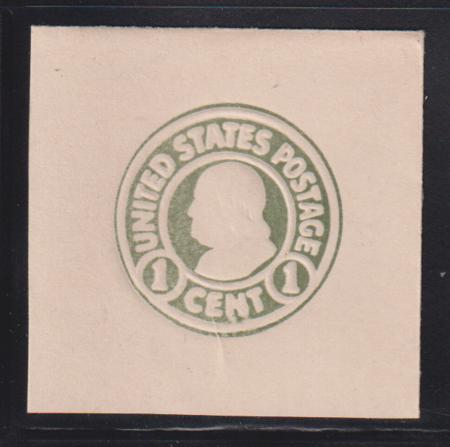 UNITED STATES POSTAGE
1 CENT 1